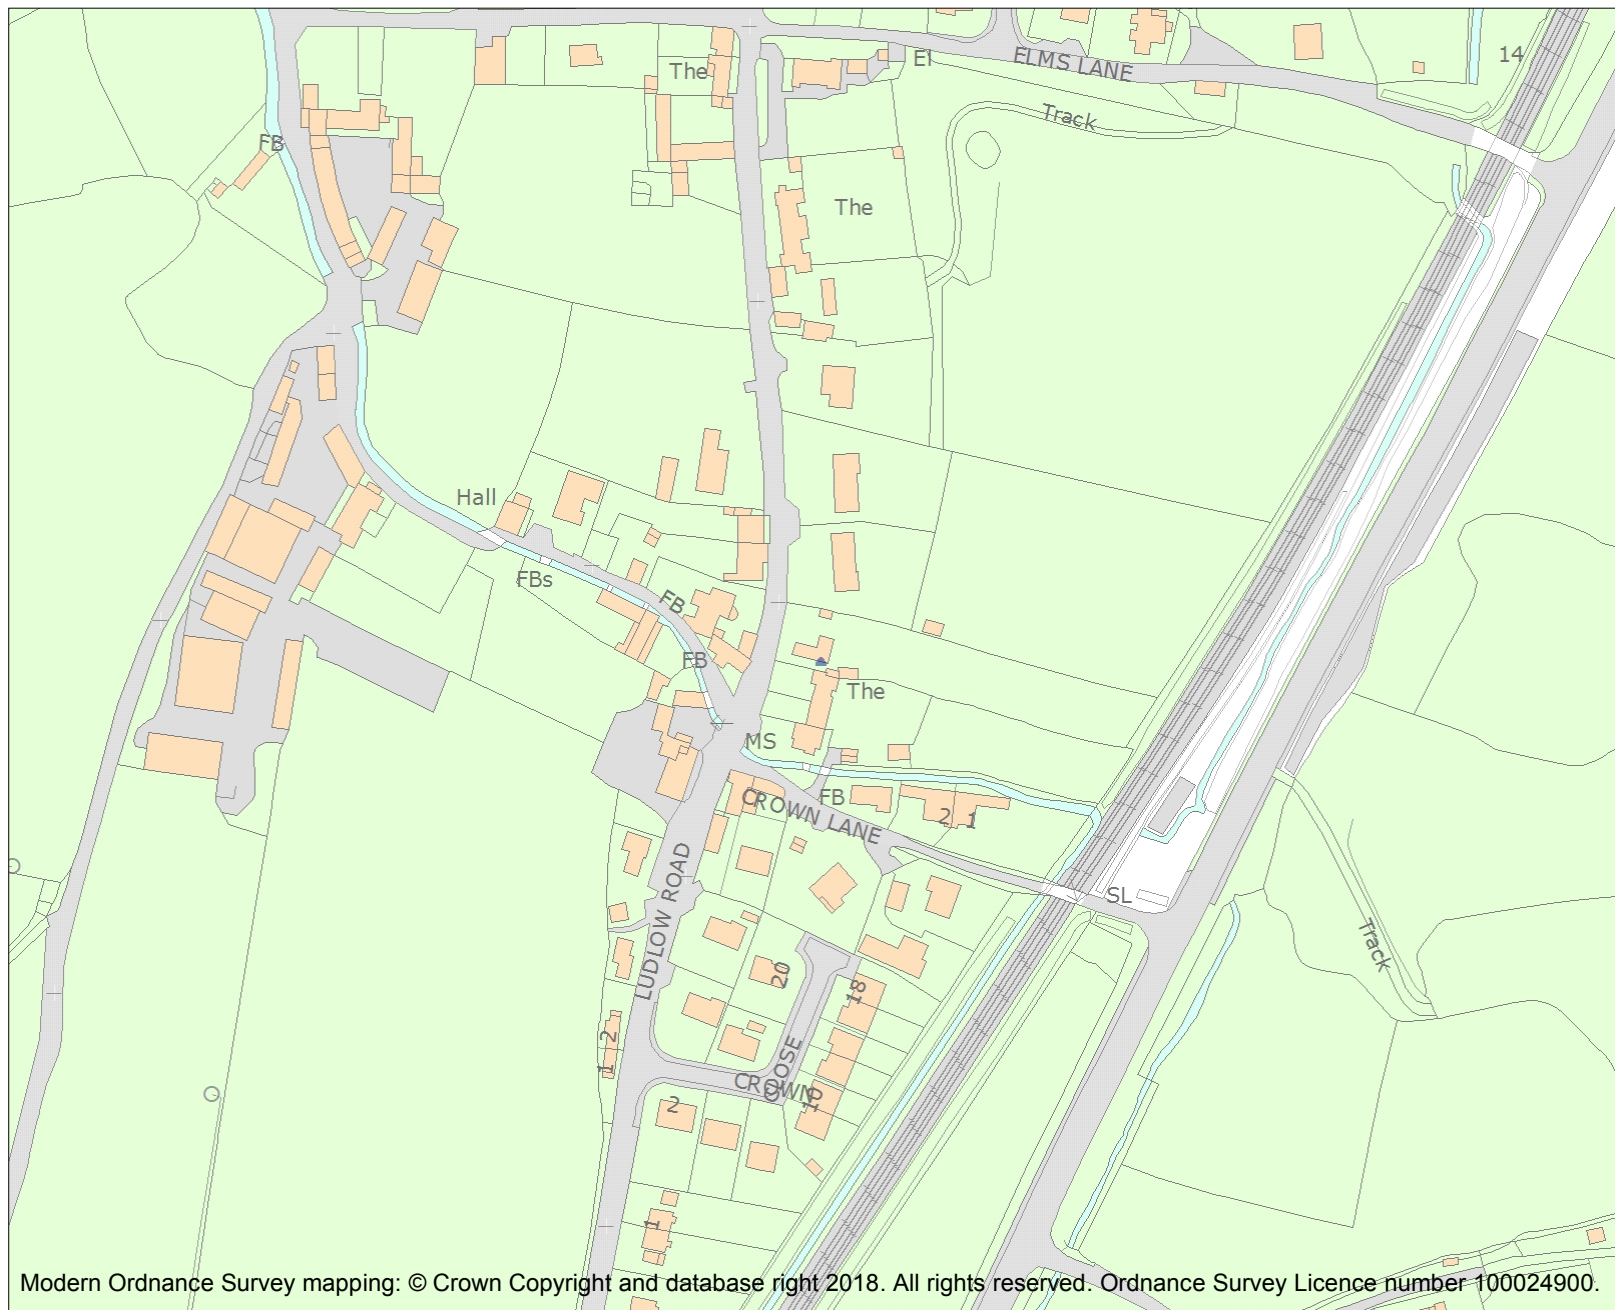 14
El
ELMS LANE
The
Track
FB
The
Hall
FBs
FB
FB
The
MS
FB
CROWN LANE
2
1
SL
LUDLOW ROAD
Track
20
18
2
1
CLOSE
CROWN
10
2
1
Modern Ordnance Survey mapping: © Crown Copyright and database right 2018. All rights reserved. Ordnance Survey Licence number 100024900.